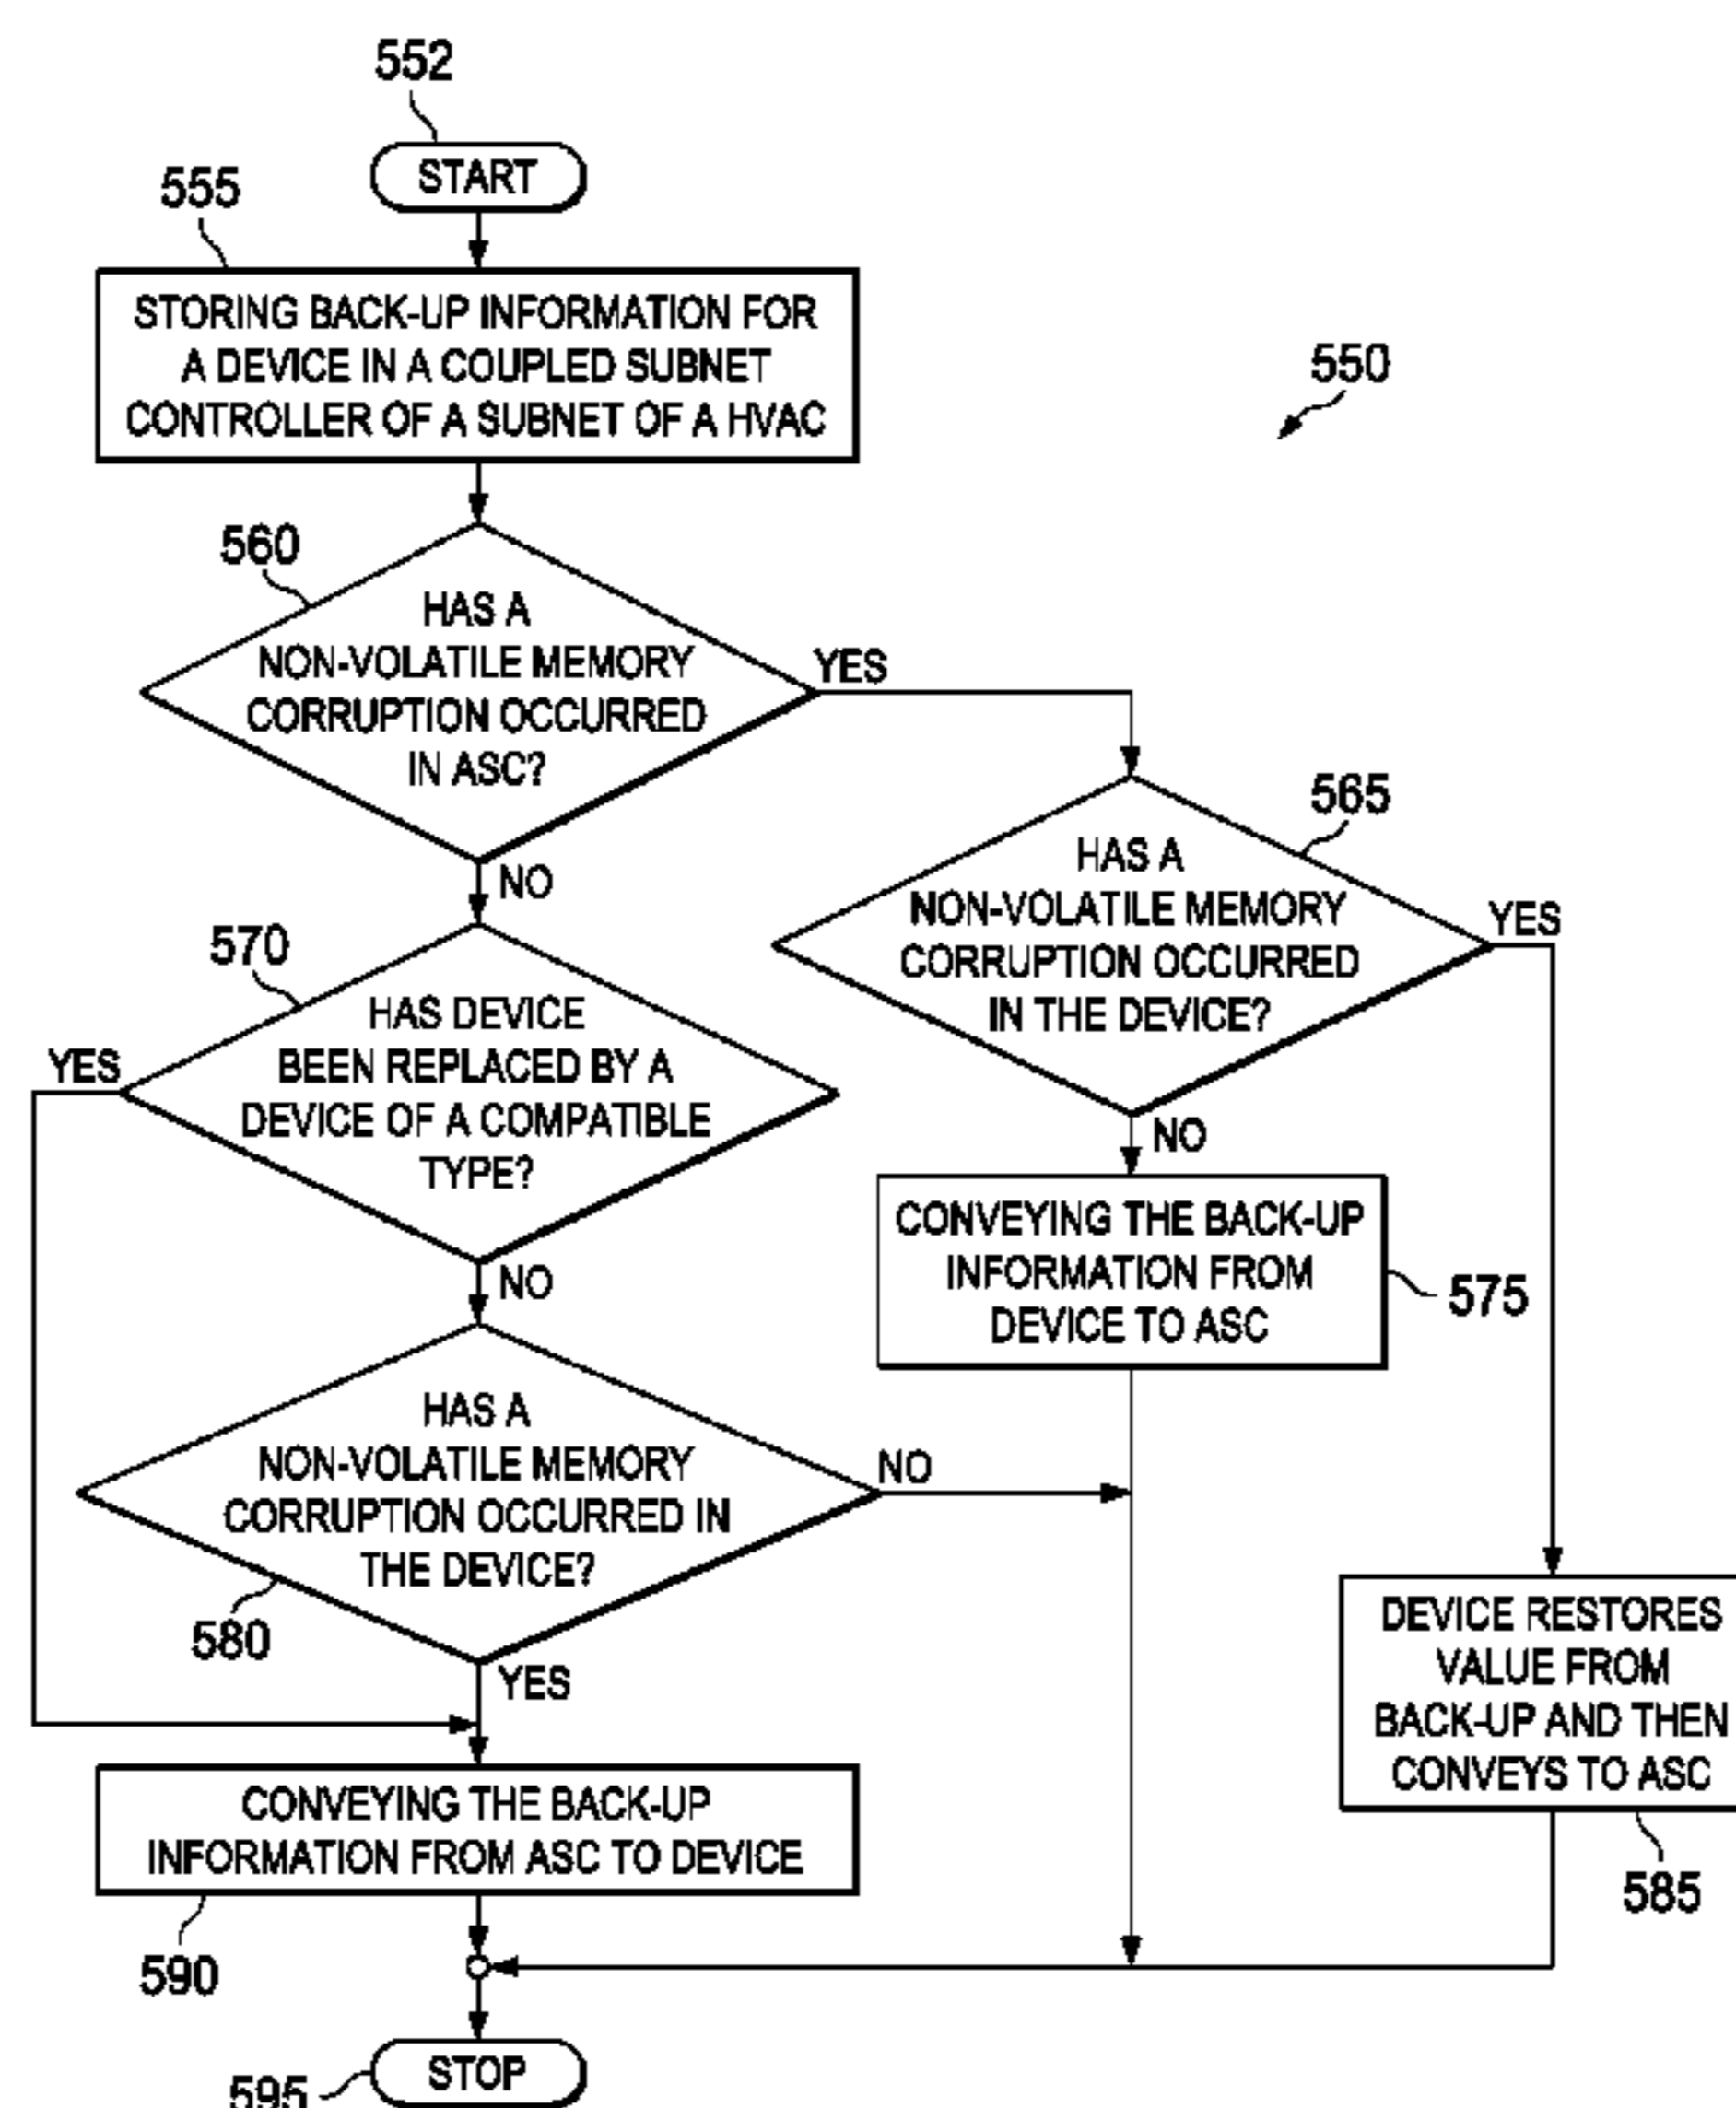 552
START
555
STORING BACK-UP INFORMATION FOR
A DEVICE IN A COUPLED SUBNET
CONTROLLER OF A SUBNET OF A HVAC
550
560
HAS A
NON-VOLATILE MEMORY
CORRUPTION OCCURRED
IN ASC?
YES
NO
565
HAS A
NON-VOLATILE MEMORY
CORRUPTION OCCURRED
IN THE DEVICE?
YES
NO
570
HAS DEVICE
BEEN REPLACED BY A
DEVICE OF A COMPATIBLE
TYPE?
YES
NO
CONVEYING THE BACK-UP
INFORMATION FROM
DEVICE TO ASC
575
HAS A
NON-VOLATILE MEMORY
CORRUPTION OCCURRED IN
THE DEVICE?
NO
580
YES
DEVICE RESTORES
VALUE FROM
BACK-UP AND THEN
CONVEYS TO ASC
585
CONVEYING THE BACK-UP
INFORMATION FROM ASC TO DEVICE
590
STOP
595